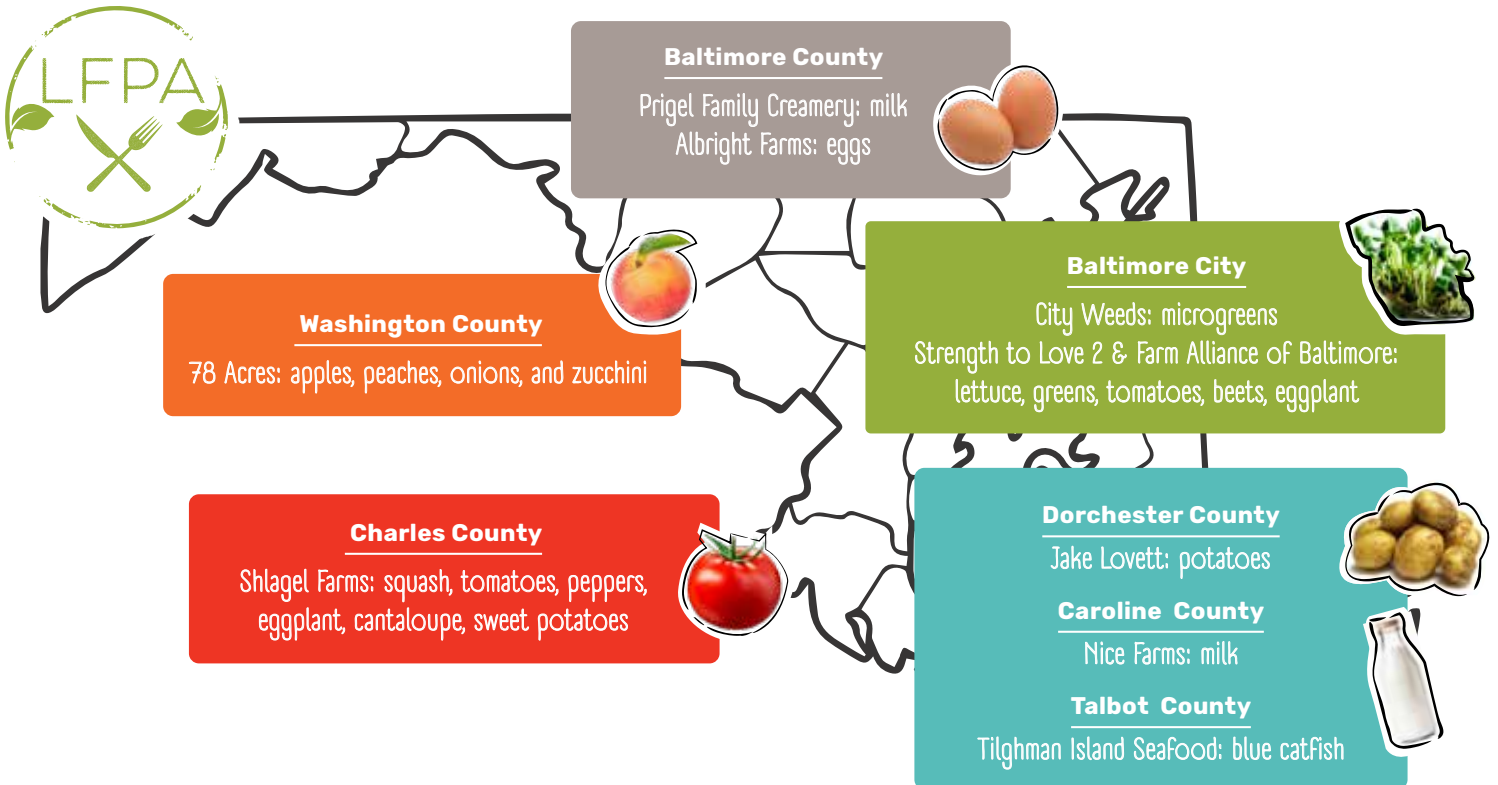 LFPA
Baltimore County
Prigel Family Creamery: milk
Albright Farms: eggs
Baltimore City
City Weeds: microgreens
Strength to Love 2 & Farm Alliance of Baltimore:
lettuce, greens, tomatoes, beets, eggplant
Washington County
78 Acres: apples, peaches, onions, and zucchini
Charles County
Shlagel Farms: squash, tomatoes, peppers,
eggplant, cantaloupe, sweet potatoes
Dorchester County
Jake Lovett: potatoes
Caroline County
Nice Farms: milk
Talbot County
Tilghman Island Seafood: blue catfish